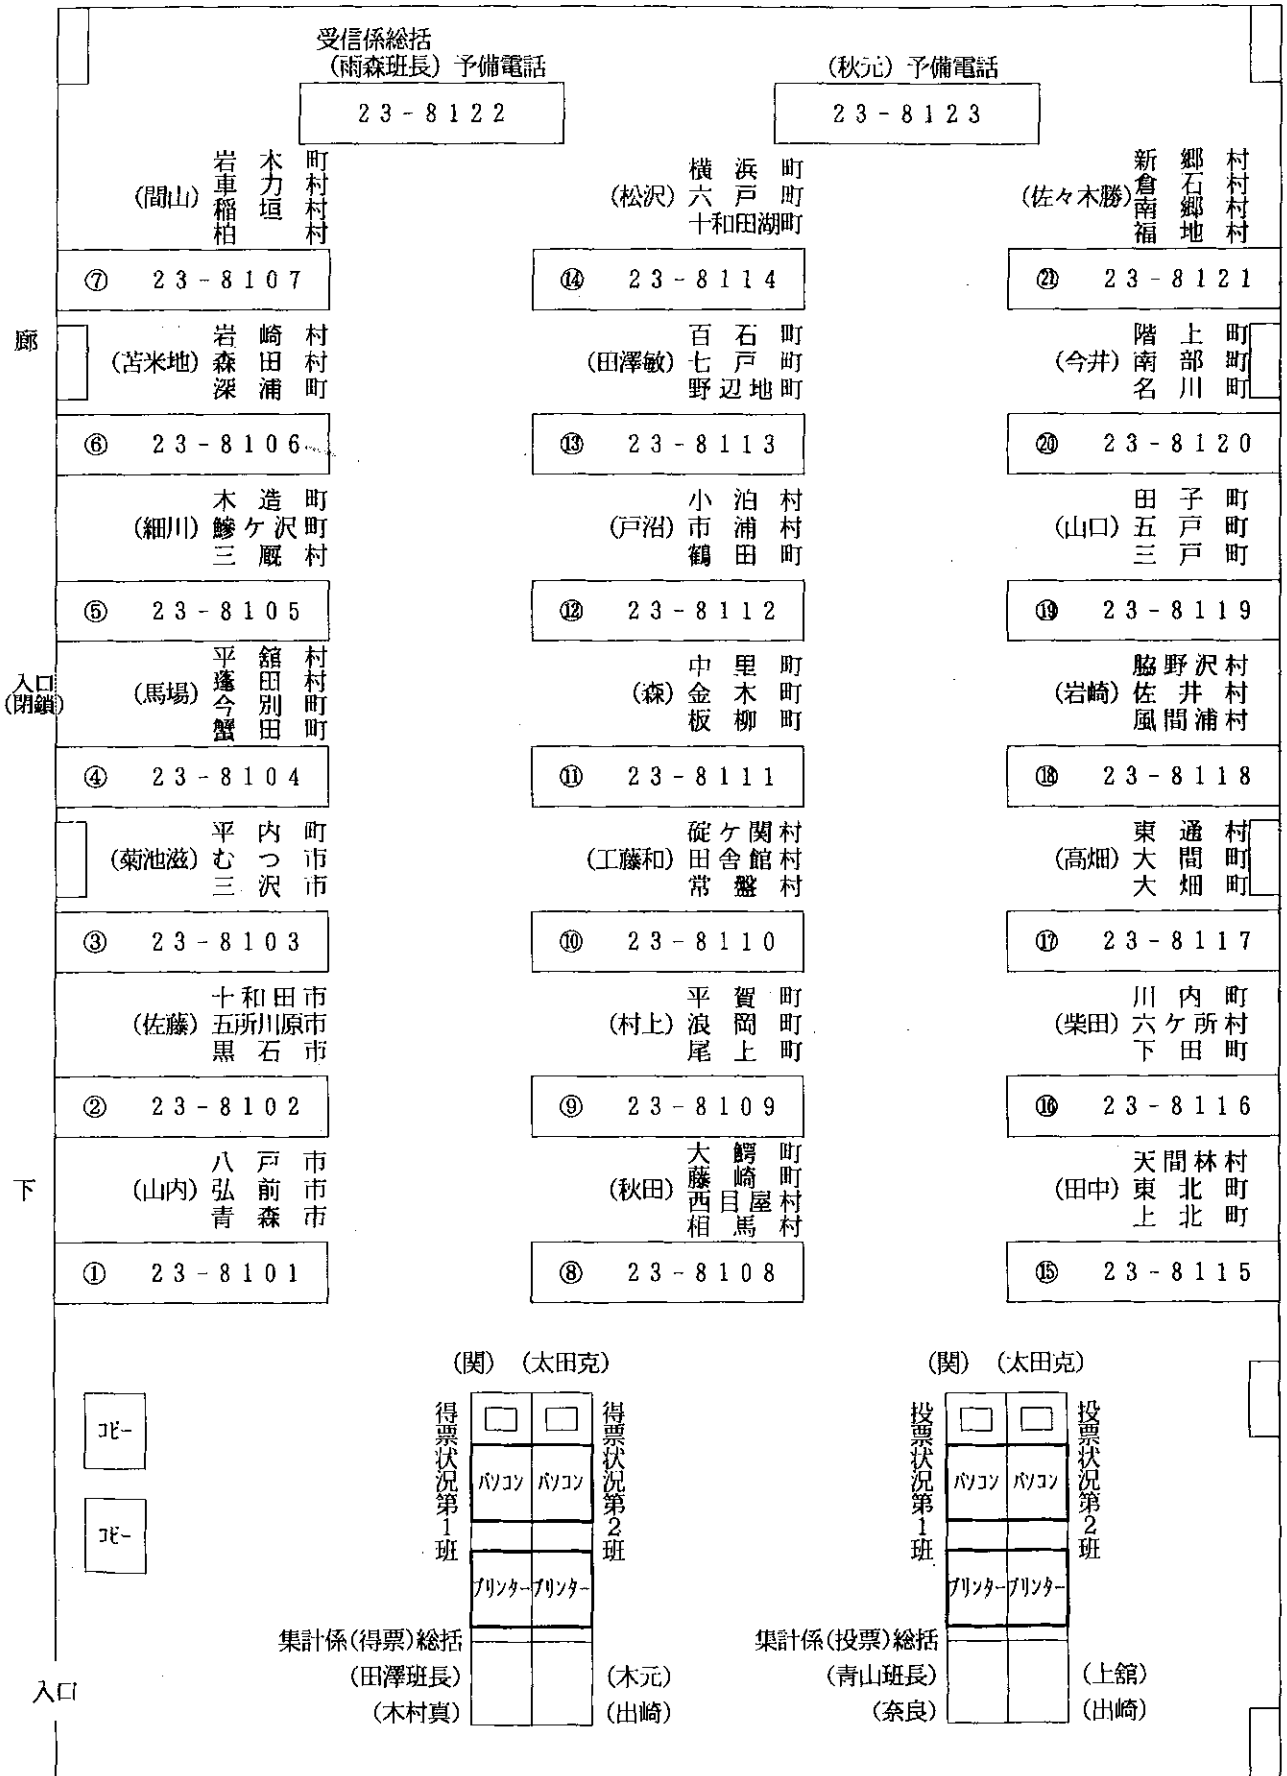 受信係総括
(雨森班長) 予備電話
23-8122
(秋元) 予備電話
23-8123
(間山)
岩木町
車力村
稲垣村
柏村
⑦ 23-8107
(松沢)
横浜町
六戸町
十和田湖町
⑭ 23-8114
(佐々木勝)
新郷村
倉石村
南郷村
福地村
㉑ 23-8121
廊
(苫米地)
岩崎村
森田村
深浦町
⑥ 23-8106
(田澤敏)
百石町
七戸町
野辺地町
⑬ 23-8113
(今井)
階上町
南部町
名川町
⑳ 23-8120
(細川)
木造町
鰺ケ沢町
三厩村
⑤ 23-8105
(戸沼)
小泊村
市浦村
鶴田町
⑫ 23-8112
(山口)
田子町
五戸町
三戸町
⑲ 23-8119
入口
(閉鎖)
(馬場)
平舘村
蓬田村
今別町
蟹田町
④ 23-8104
(森)
中里町
金木町
板柳町
⑪ 23-8111
(岩崎)
脇野沢村
佐井村
風間浦村
⑱ 23-8118
(菊池滋)
平内町
むつ市
三沢市
③ 23-8103
(工藤和)
碇ケ関村
田舎館村
常盤村
⑩ 23-8110
(高畑)
東通村
大間町
大畑町
⑰ 23-8117
(佐藤)
十和田市
五所川原市
黒石市
② 23-8102
(村上)
平賀町
浪岡町
尾上町
⑨ 23-8109
(柴田)
川内町
六ケ所村
下田町
⑯ 23-8116
下
(山内)
八戸市
弘前市
青森市
① 23-8101
(秋田)
大鰐町
藤崎町
西目屋村
相馬村
⑧ 23-8108
(田中)
天間林村
東北町
上北町
⑮ 23-8115
コピー
コピー
(関) (太田克)
得票状況第1班
パソコン パソコン
プリンター プリンター
得票状況第2班
集計係(得票)総括
(田澤班長)
(木村真)
(木元)
(出崎)
(関) (太田克)
投票状況第1班
パソコン パソコン
プリンター プリンター
投票状況第2班
集計係(投票)総括
(青山班長)
(奈良)
(上舘)
(出崎)
入口